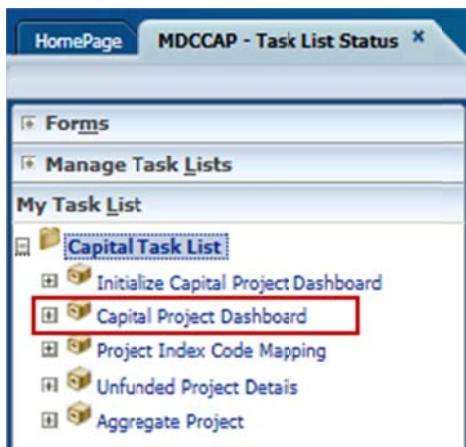 HomePage MDCCAP - Task List Status ×
Forms
Manage Task Lists
My Task List
Capital Task List
Initialize Capital Project Dashboard
Capital Project Dashboard
Project Index Code Mapping
Unfunded Project Detais
Aggregate Project